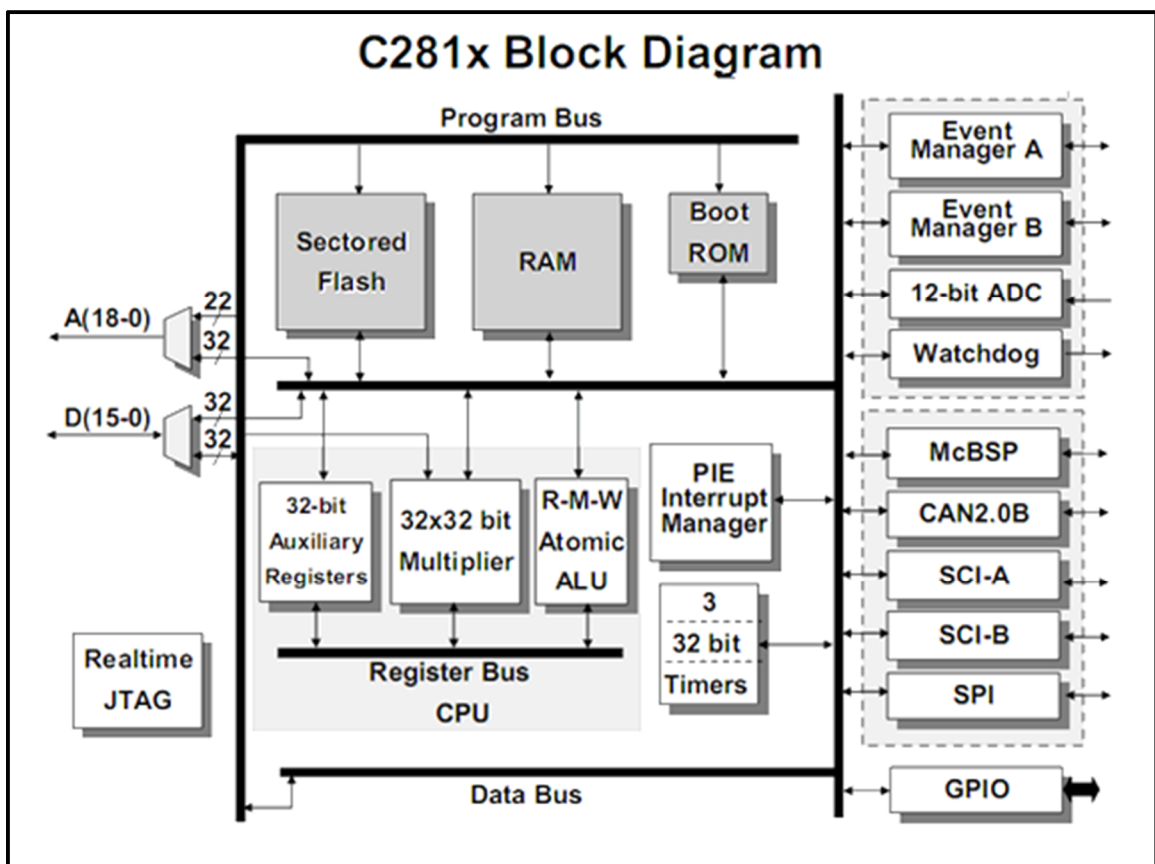 C281x Block Diagram
Program Bus
Sectored
Flash
RAM
Boot
ROM
A(18-0)
22
32
D(15-0)
32
32
32-bit
Auxiliary
Registers
32x32 bit
Multiplier
R-M-W
Atomic
ALU
Register Bus
CPU
PIE
Interrupt
Manager
3
32 bit
Timers
Realtime
JTAG
Data Bus
Event
Manager A
Event
Manager B
12-bit ADC
Watchdog
McBSP
CAN2.0B
SCI-A
SCI-B
SPI
GPIO